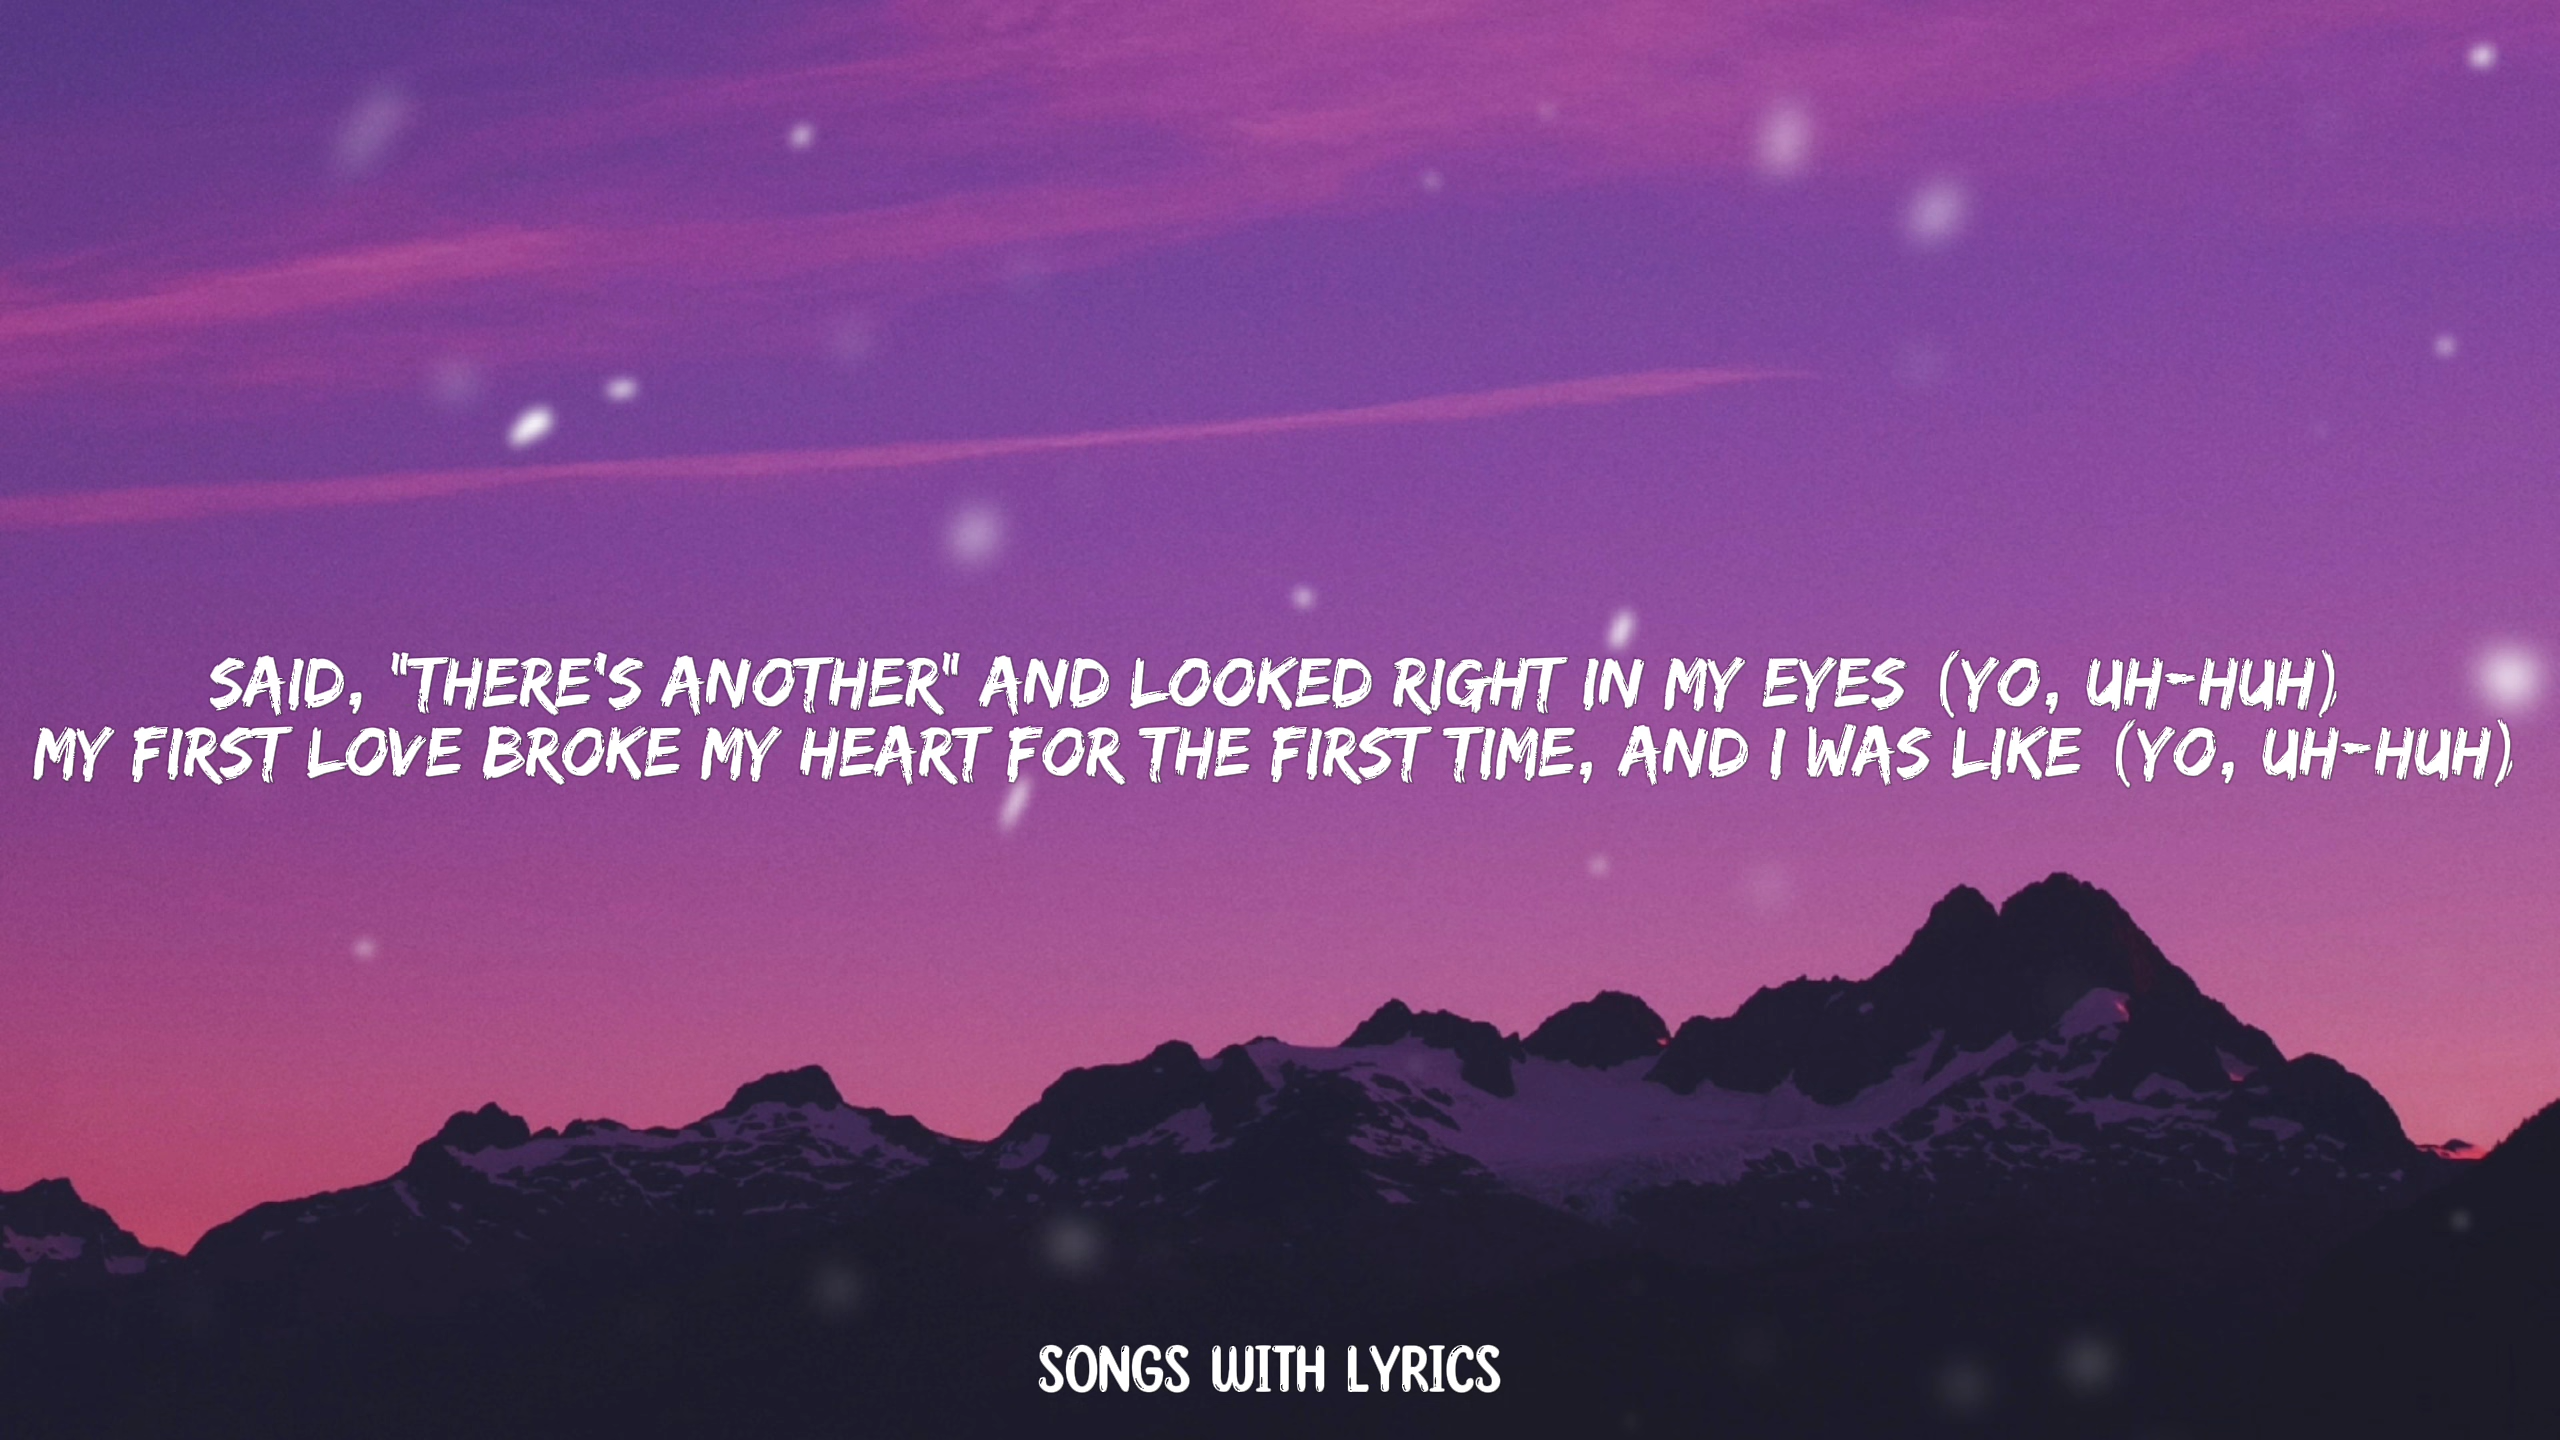 SAID, "THERE'S ANOTHER" AND LOOKED RIGHT IN MY EYES (YO, UH-HUH)
MY FIRST LOVE BROKE MY HEART FOR THE FIRST TIME, AND I WAS LIKE (YO, UH-HUH)
SONGS WITH LYRICS